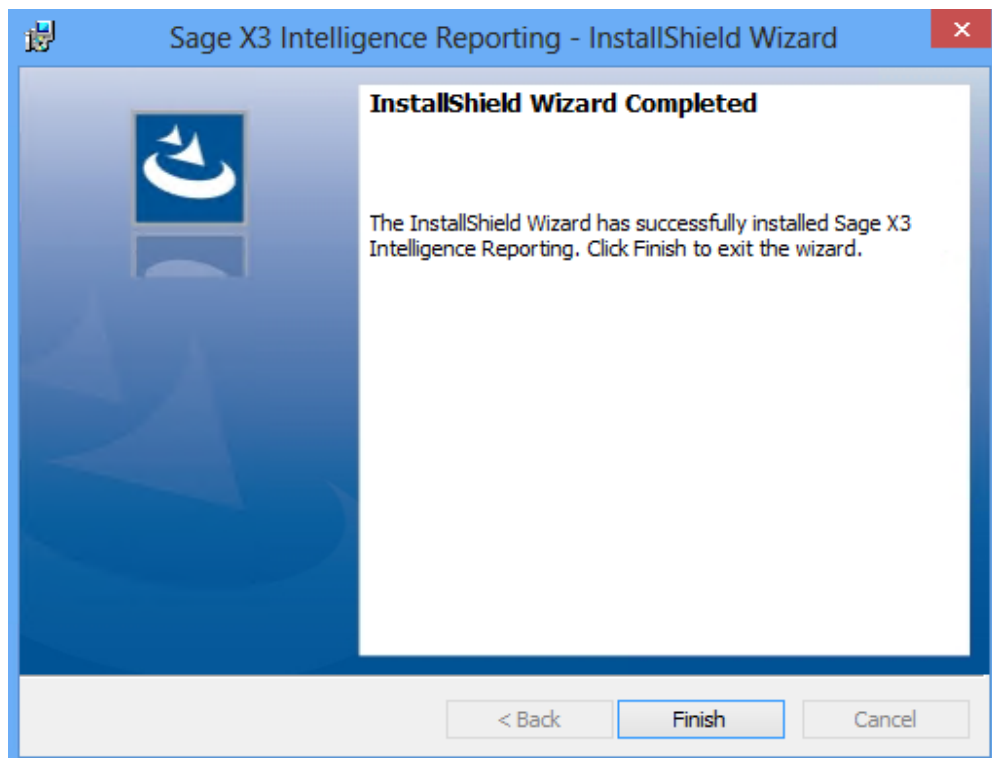 Sage X3 Intelligence Reporting - InstallShield Wizard
InstallShield Wizard Completed
The InstallShield Wizard has successfully installed Sage X3
Intelligence Reporting. Click Finish to exit the wizard.
< Back
Finish
Cancel